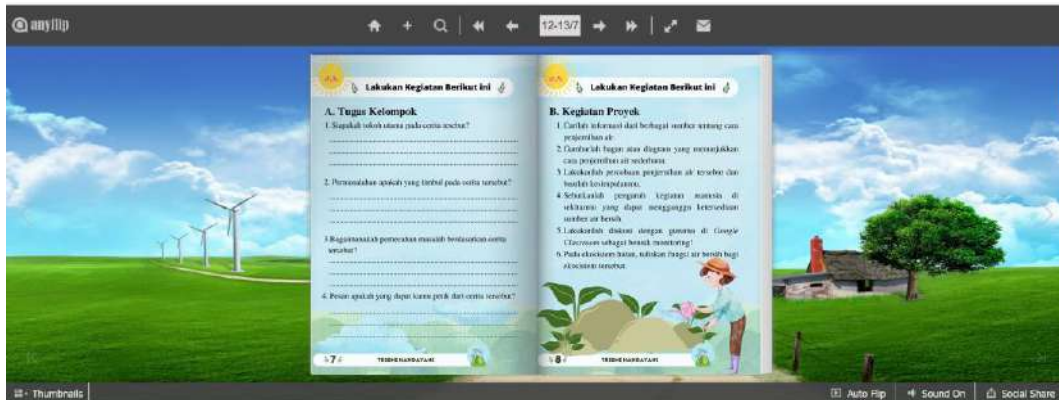 anyflip
12-13/7
Lakukan Kegiatan Berikut ini
A. Tugas Kelompok
1. Siapakah tokoh utama pada cerita tersebut?
2. Permasalahan apakah yang timbul pada cerita tersebut?
3. Bagaimanakah pemecahan masalah berdasarkan cerita
tersebut?
4. Pesan apakah yang dapat kamu petik dari cerita tersebut?
7
Lakukan Kegiatan Berikut ini
B. Kegiatan Proyek
1. Carilah informasi dari berbagai sumber tentang cara
penjernihan air.
2. Gambarlah bagan atau diagram yang menunjukkan
cara penjernihan air sederhana.
3. Lakukanlah percobaan penjernihan air tersebut dan
buatlah kesimpulanmu.
4. Sebutkanlah pengaruh kegiatan manusia di
sekitarmu yang dapat mengganggu ketersediaan
sumber air bersih.
5. Lakukanlah diskusi dengan gurumu di Google
Classroom sebagai bentuk monitoring!
6. Pada ekosistem hutan, tuliskan fungsi air bersih bagi
ekosistem tersebut.
8
Thumbnails
Auto Flip
Sound On
Social Share